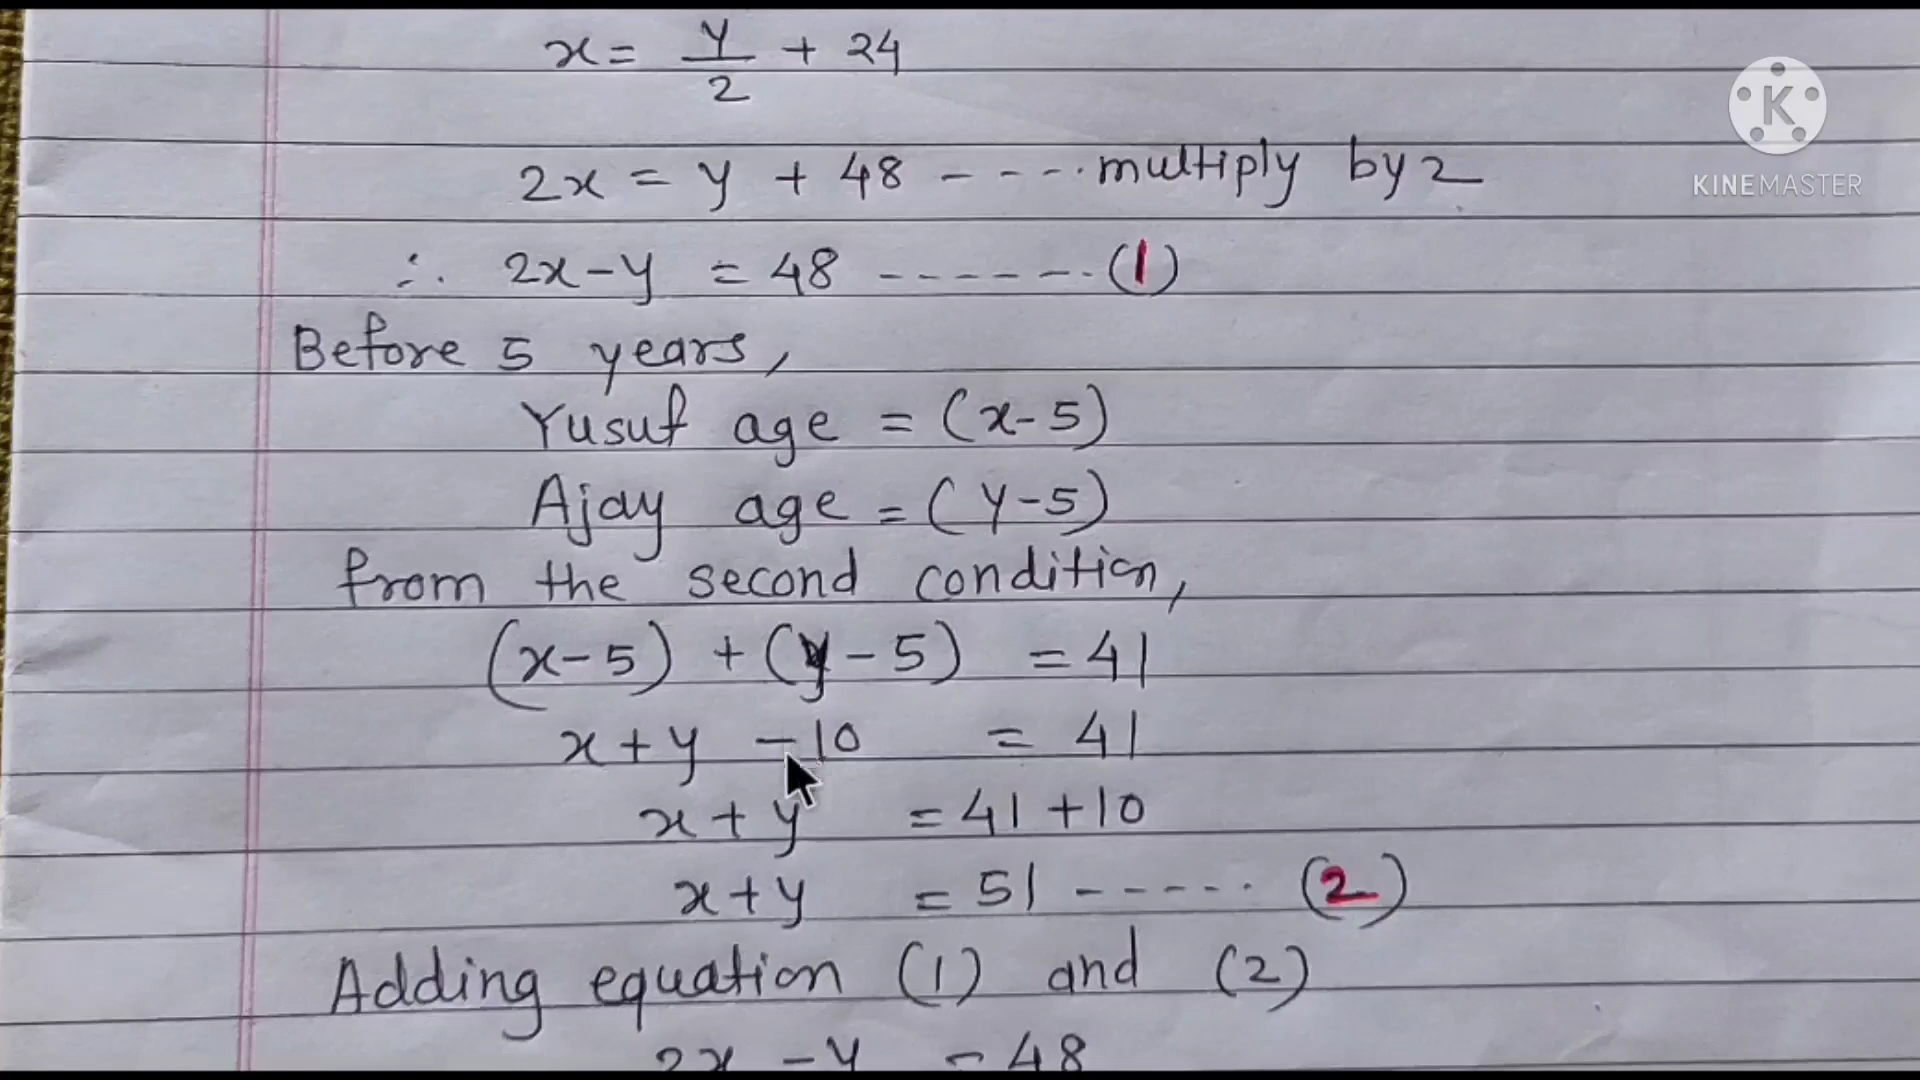 x = y/2 + 24
K
KINEMASTER
2x = y + 48 - - - - multiply by 2
∴ 2x - y = 48 - - - - - - - (1)
Before 5 years,
Yusuf age = (x-5)
Ajay age = (y-5)
from the second condition,
(x-5) + (y-5) = 41
x + y - 10 = 41
x + y = 41 + 10
x + y = 51 - - - - - - (2)
Adding equation (1) and (2)
2x - y = 48